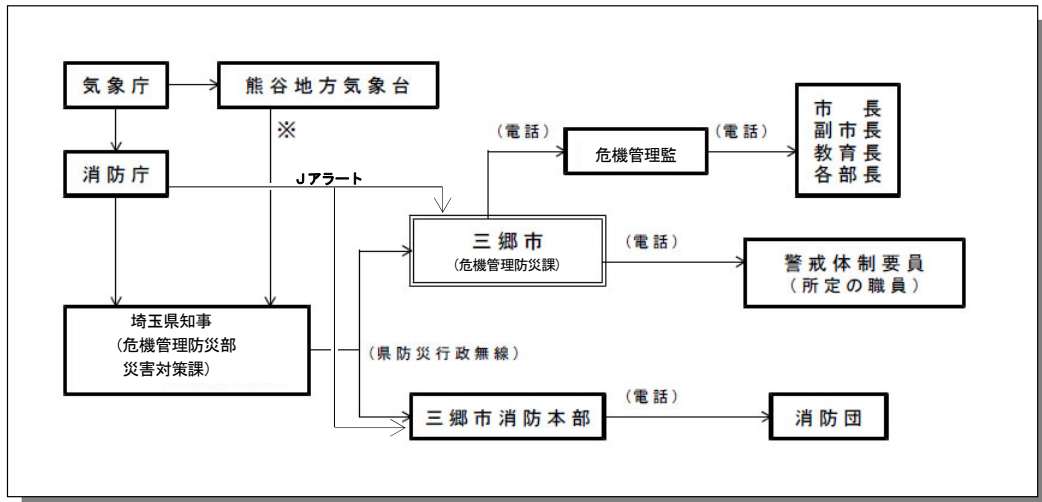 気象庁
熊谷地方気象台
※
消防庁
Jアラート
(電話)
危機管理監
(電話)
市長
副市長
教育長
各部長
三郷市
(危機管理防災課)
(電話)
警戒体制要員
(所定の職員)
埼玉県知事
(危機管理防災部
災害対策課)
(県防災行政無線)
三郷市消防本部
(電話)
消防団